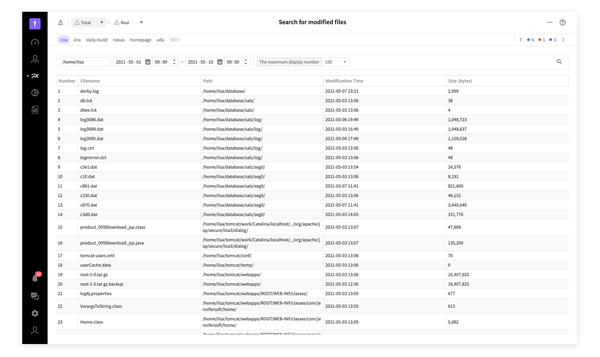 Total ▾ Real ▾
Search for modified files
Lisa Jira daily-build nexus homepage edu
/home/lisa 2021 - 05 - 01 00 : 00 ~ 2021 - 05 - 10 00 : 00 The maximum display number 100
Number Filename Path Modification Time Size (bytes)
1 derby.log /home/lisa/database/ 2021-05-07 23:21 2,999
2 db.lck /home/lisa/database/salz/ 2021-05-03 13:06 38
3 dbex.lck /home/lisa/database/salz/ 2021-05-03 13:06 4
4 log3086.dat /home/lisa/database/salz/log/ 2021-05-06 19:49 1,048,723
5 log3084.dat /home/lisa/database/salz/log/ 2021-05-03 16:49 1,048,637
6 log3085.dat /home/lisa/database/salz/log/ 2021-05-04 17:49 1,109,028
7 log.ctrl /home/lisa/database/salz/log/ 2021-05-03 13:06 48
8 logmirror.ctrl /home/lisa/database/salz/log/ 2021-05-03 13:06 48
9 c3e1.dat /home/lisa/database/salz/seg0/ 2021-05-03 13:54 24,576
10 c10.dat /home/lisa/database/salz/seg0/ 2021-05-03 13:06 8,192
11 c881.dat /home/lisa/database/salz/seg0/ 2021-05-07 11:41 921,600
12 c230.dat /home/lisa/database/salz/seg0/ 2021-05-03 13:06 49,152
13 c870.dat /home/lisa/database/salz/seg0/ 2021-05-07 11:41 3,440,640
14 c3d0.dat /home/lisa/database/salz/seg0/ 2021-05-03 14:05 331,776
15 product_005fdownload_jsp.class /home/lisa/tomcat/work/Catalina/localhost/_/org/apache/j
sp/secure/lisa3/dialog/ 2021-05-03 13:07 47,669
16 product_005fdownload_jsp.java /home/lisa/tomcat/work/Catalina/localhost/_/org/apache/j
sp/secure/lisa3/dialog/ 2021-05-03 13:07 135,200
17 tomcat-users.xml /home/lisa/tomcat/conf/ 2021-05-03 13:06 70
18 userCache.data /home/lisa/tomcat/temp/ 2021-05-03 13:06 0
19 root-1-0.tar.gz /home/lisa/tomcat/webapps/ 2021-05-03 13:06 16,407,925
20 root-1-0.tar.gz.backup /home/lisa/tomcat/webapps/ 2021-05-03 12:36 16,407,925
21 log4j.properties /home/lisa/tomcat/webapps/ROOT/WEB-INF/classes/ 2021-05-03 13:05 677
22 VarargsToString.class /home/lisa/tomcat/webapps/ROOT/WEB-INF/classes/com/je
nnifersoft/home/ 2021-05-03 13:05 615
23 Home.class /home/lisa/tomcat/webapps/ROOT/WEB-INF/classes/com/je
nnifersoft/home/ 2021-05-03 13:05 5,082